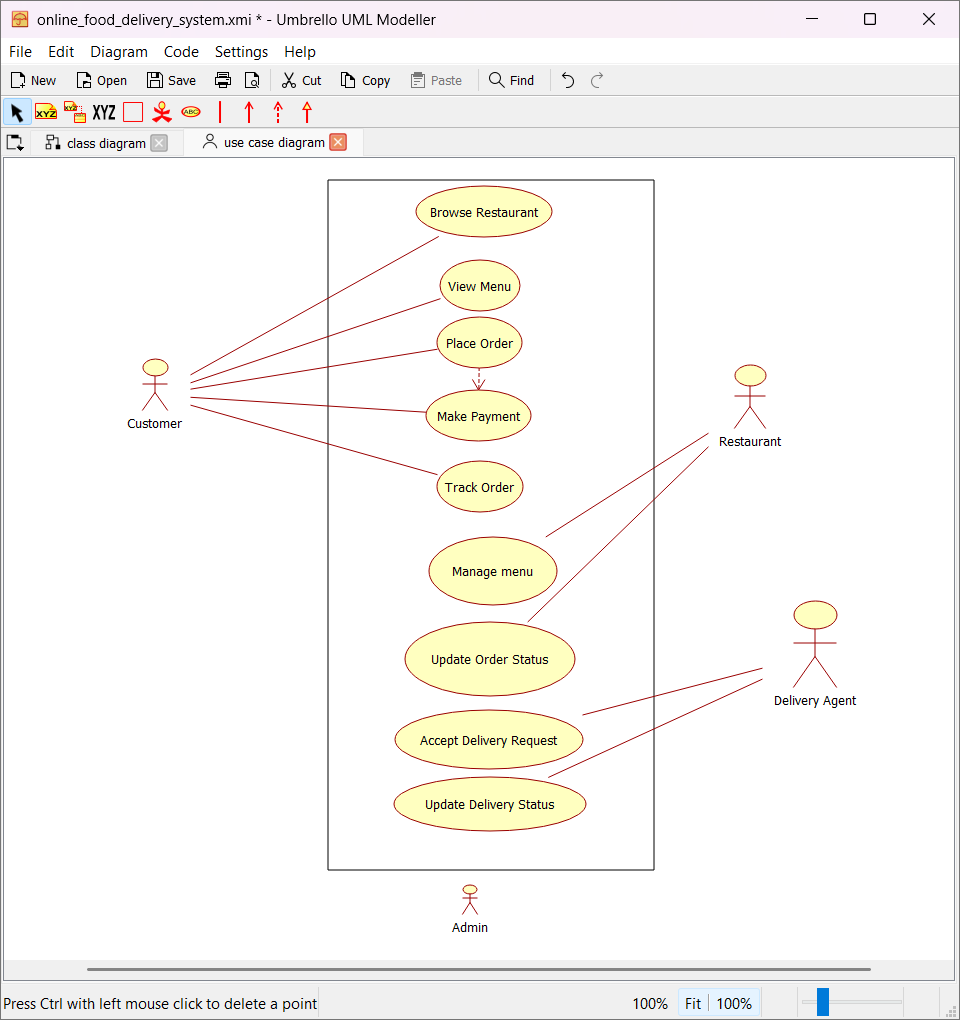 online_food_delivery_system.xmi * - Umbrello UML Modeller
File Edit Diagram Code Settings Help
New Open Save Cut Copy Paste Find
XYZ XYZ XYZ ABC
class diagram use case diagram
Browse Restaurant
View Menu
Place Order
Make Payment
Customer
Restaurant
Track Order
Manage menu
Update Order Status
Delivery Agent
Accept Delivery Request
Update Delivery Status
Admin
Press Ctrl with left mouse click to delete a point 100% Fit 100%